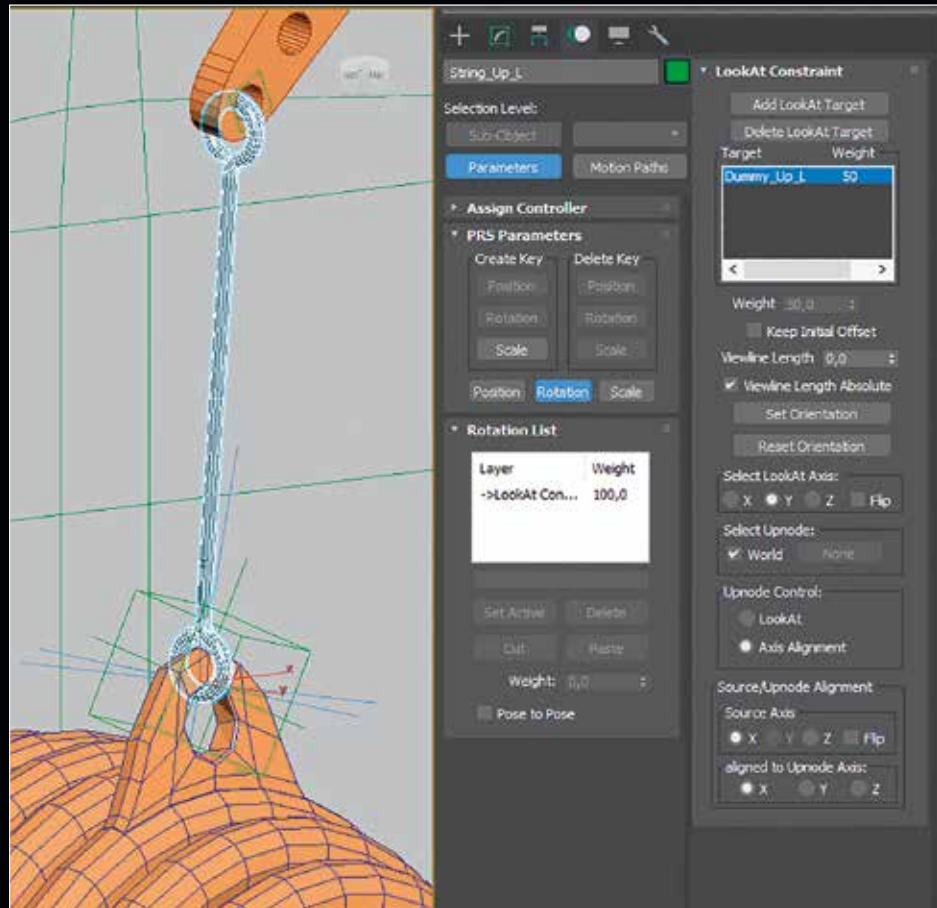 String_Up_L
Selection Level:
Sub-Object
Parameters Motion Paths
Assign Controller
PRS Parameters
Create Key Delete Key
Position Position
Rotation Rotation
Scale Scale
Position Rotation Scale
Rotation List
Layer Weight
->LookAt Con... 100,0
Set Active Delete
Cut Paste
Weight: 0,0
Pose to Pose
LookAt Constraint
Add LookAt Target
Delete LookAt Target
Target Weight
Dummy_Up_L 50
Weight 50,0
Keep Initial Offset
Viewline Length 0,0
Viewline Length Absolute
Set Orientation
Reset Orientation
Select LookAt Axis:
X Y Z Flip
Select Upnode:
World None
Upnode Control:
LookAt
Axis Alignment
Source/Upnode Alignment
Source Axis
X Y Z Flip
aligned to Upnode Axis:
X Y Z
x
y